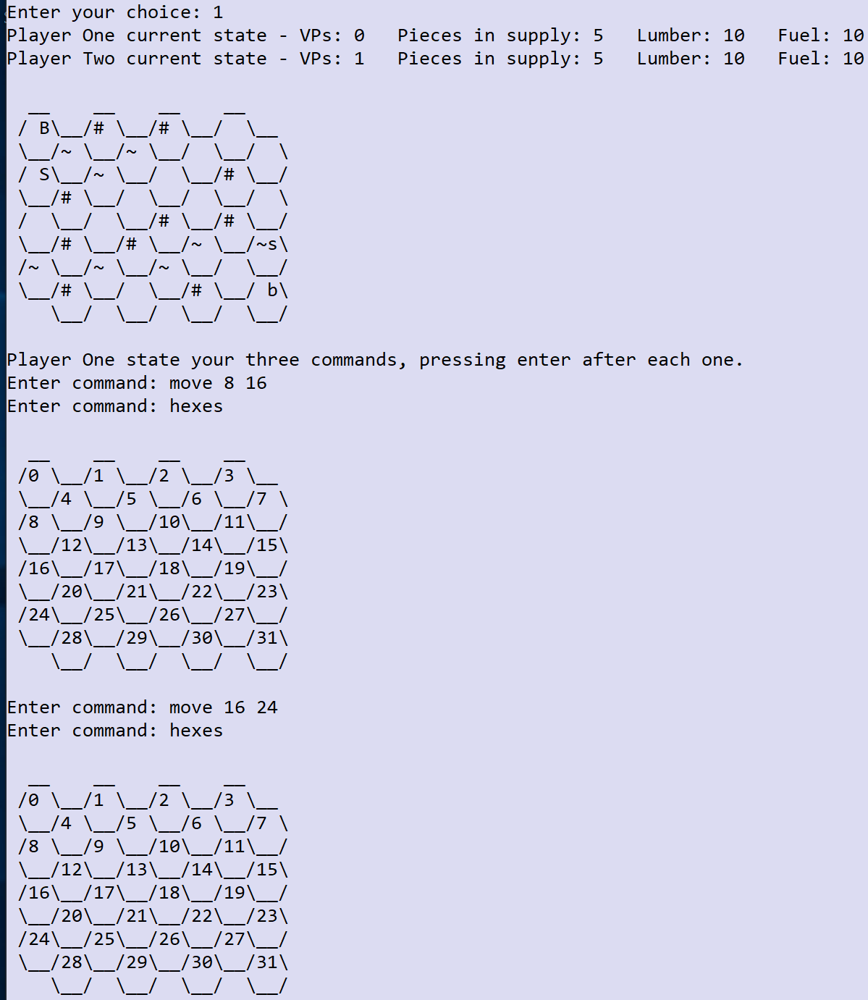 Enter your choice: 1
Player One current state - VPs: 0   Pieces in supply: 5   Lumber: 10   Fuel: 10
Player Two current state - VPs: 1   Pieces in supply: 5   Lumber: 10   Fuel: 10
  __    __    __    __
 / B\__/# \__/# \__/  \__
 \__/~ \__/~ \__/  \__/  \
 / S\__/~ \__/  \__/# \__/
 \__/# \__/  \__/  \__/  \
 /  \__/  \__/# \__/# \__/
 \__/# \__/# \__/~ \__/~s\
 /~ \__/~ \__/~ \__/  \__/
 \__/# \__/  \__/# \__/ b\
    \__/  \__/  \__/  \__/
Player One state your three commands, pressing enter after each one.
Enter command: move 8 16
Enter command: hexes
  __    __    __    __
 /0 \__/1 \__/2 \__/3 \__
 \__/4 \__/5 \__/6 \__/7 \
 /8 \__/9 \__/10\__/11\__/
 \__/12\__/13\__/14\__/15\
 /16\__/17\__/18\__/19\__/
 \__/20\__/21\__/22\__/23\
 /24\__/25\__/26\__/27\__/
 \__/28\__/29\__/30\__/31\
    \__/  \__/  \__/  \__/
Enter command: move 16 24
Enter command: hexes
  __    __    __    __
 /0 \__/1 \__/2 \__/3 \__
 \__/4 \__/5 \__/6 \__/7 \
 /8 \__/9 \__/10\__/11\__/
 \__/12\__/13\__/14\__/15\
 /16\__/17\__/18\__/19\__/
 \__/20\__/21\__/22\__/23\
 /24\__/25\__/26\__/27\__/
 \__/28\__/29\__/30\__/31\
    \__/  \__/  \__/  \__/